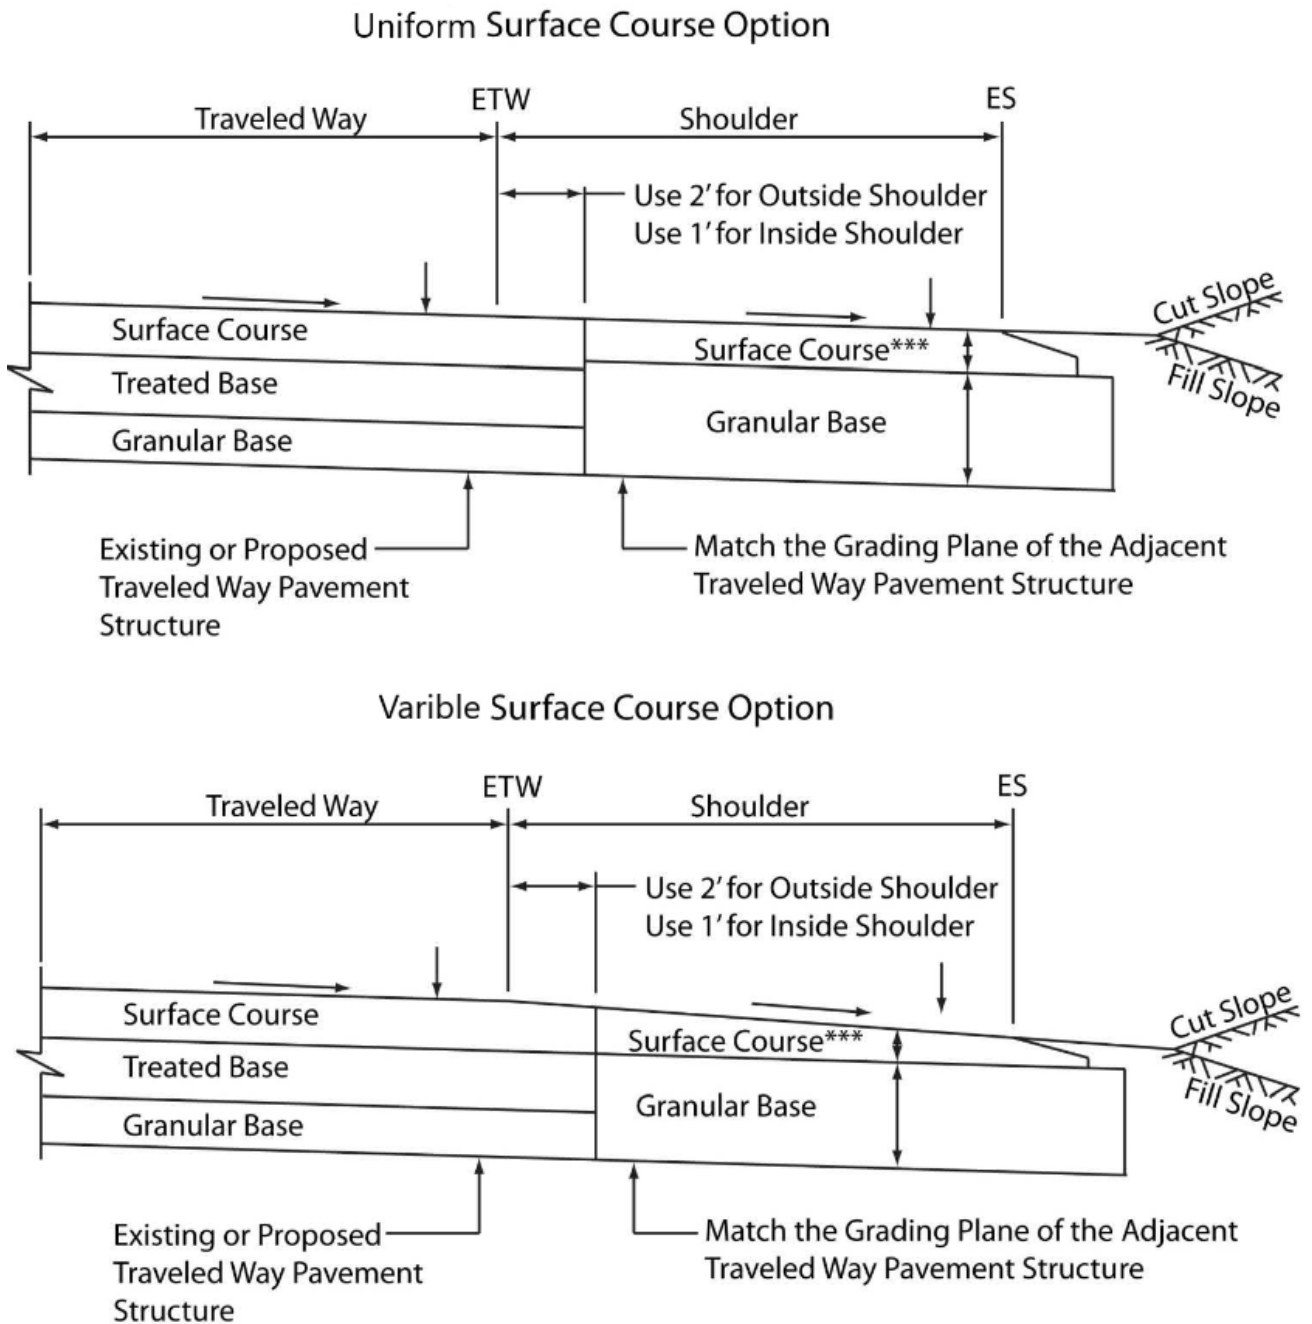 Uniform Surface Course Option
ETW
ES
Traveled Way
Shoulder
Use 2' for Outside Shoulder
Use 1' for Inside Shoulder
Cut Slope
Surface Course
Surface Course***
Treated Base
Fill Slope
Granular Base
Granular Base
Existing or Proposed
Traveled Way Pavement
Structure
Match the Grading Plane of the Adjacent
Traveled Way Pavement Structure
Varible Surface Course Option
ETW
ES
Traveled Way
Shoulder
Use 2' for Outside Shoulder
Use 1' for Inside Shoulder
Cut Slope
Surface Course
Surface Course***
Treated Base
Fill Slope
Granular Base
Granular Base
Existing or Proposed
Traveled Way Pavement
Structure
Match the Grading Plane of the Adjacent
Traveled Way Pavement Structure